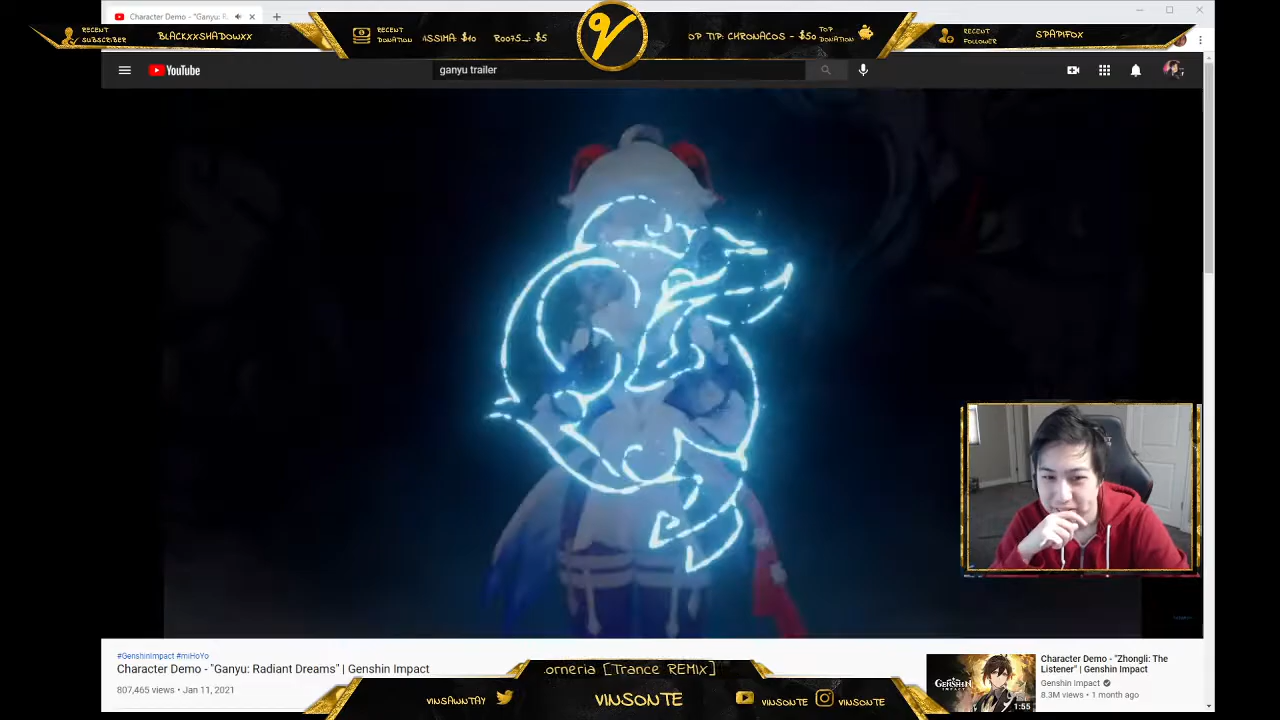 Character Demo - "Ganyu: R
RECENT SUBSCRIBER
BLACKXXSHADOWXX
RECENT DONATION
ASSIMA: $10
R0075_: $5
OP TIP: CHRONACOS - $50
TOP DONATION
RECENT FOLLOWER
SPAPIFOX
YouTube
ganyu trailer
#GenshinImpact #miHoYo
Character Demo - "Ganyu: Radiant Dreams" | Genshin Impact
807,465 views • Jan 11, 2021
.orneria [Trance REMIX]
VINSAWNTAY
VINSONTE
VINSONTE
VINSONTE
GENSHIN IMPACT
1:55
Character Demo - "Zhongli: The
Listener" | Genshin Impact
Genshin Impact
8.3M views • 1 month ago